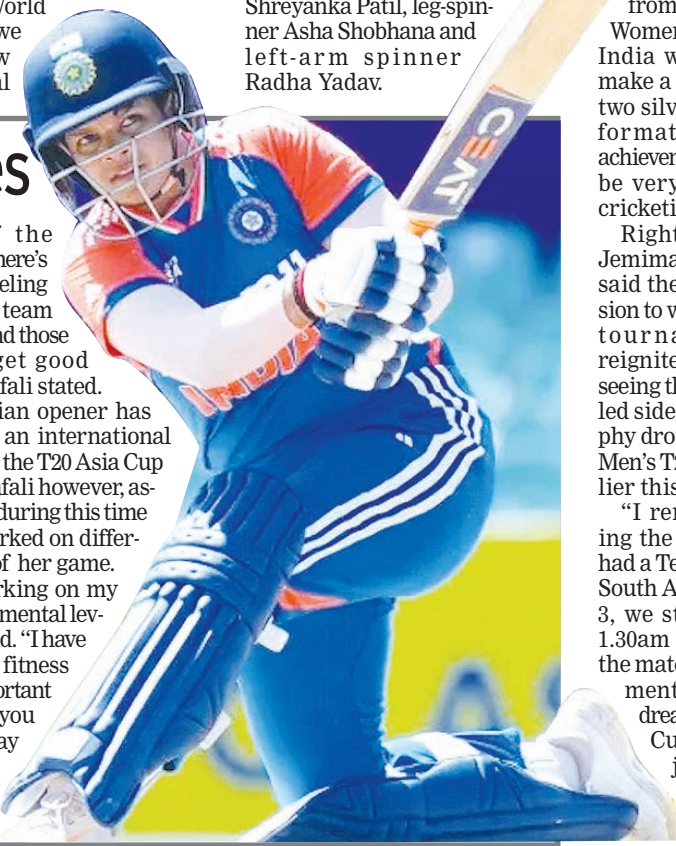 World
we
Shreyanka Patil, leg-spin-
ner Asha Shobhana and
left-arm spinner
Radha Yadav.
es
f the
here's
eling
team
nd those
get good
fali stated.
ian opener has
an international
the T20 Asia Cup
afali however, as-
during this time
rked on differ-
of her game.
rking on my
mental lev-
d. “I have
fitness
ortant
you
ay
CEAT
INDIA
from
Women
India w
make a
two silv
format
achieven
be very
cricketi
Right
Jemima
said the
sion to w
tourna
reignite
seeing th
led side
phy dro
Men's T2
lier this
“I ren
ing the
had a Te
South A
3, we st
1.30am
the mate
ment
drea
Cu
j